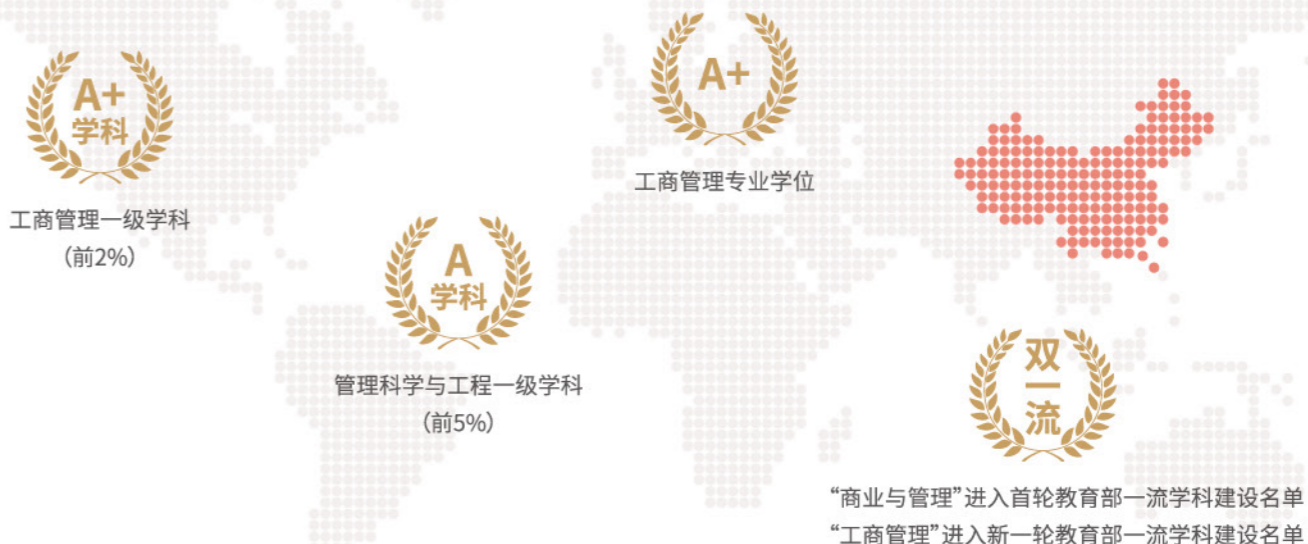 A+
学科
工商管理一级学科
（前2%）
A
学科
管理科学与工程一级学科
（前5%）
A+
工商管理专业学位
双
一
流
“商业与管理”进入首轮教育部一流学科建设名单
“工商管理”进入新一轮教育部一流学科建设名单